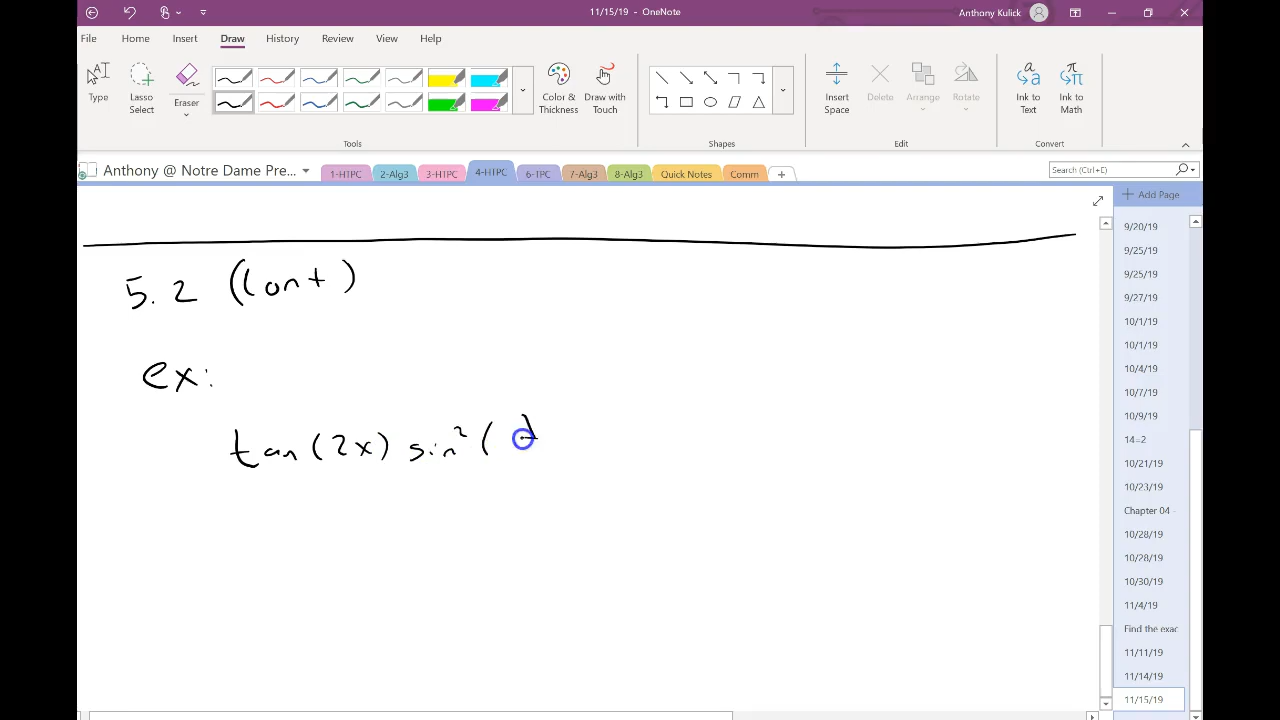 11/15/19 - OneNote
Anthony Kulick
File Home Insert Draw History Review View Help
Type
Lasso Select
Eraser
Color & Thickness
Draw with Touch
Insert Space
Delete
Arrange
Rotate
Ink to Text
Ink to Math
Tools
Shapes
Edit
Convert
Anthony @ Notre Dame Pre...
1-HTPC 2-Alg3 3-HTPC 4-HTPC 6-TPC 7-Alg3 8-Alg3 Quick Notes Comm
Search (Ctrl+E)
Add Page
9/20/19
9/25/19
9/25/19
9/27/19
10/1/19
10/1/19
10/4/19
10/7/19
10/9/19
14-2
10/21/19
10/23/19
Chapter 04 -
10/28/19
10/28/19
10/30/19
11/4/19
Find the exac
11/11/19
11/14/19
11/15/19
5.2 (Cont)
ex:
tan(2x) sin²(